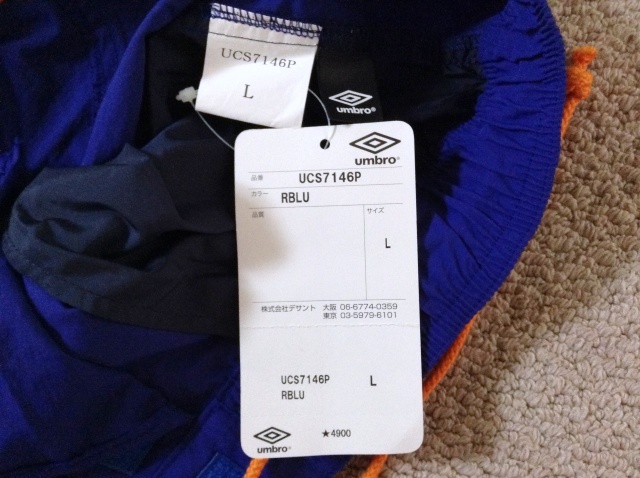 UCS7146P
L
umbro
umbro
品番 UCS7146P
カラー RBLU
品質
サイズ
L
株式会社デサント 大阪 06-6774-0359
東京 03-5979-6101
UCS7146P L
RBLU
umbro
★4900